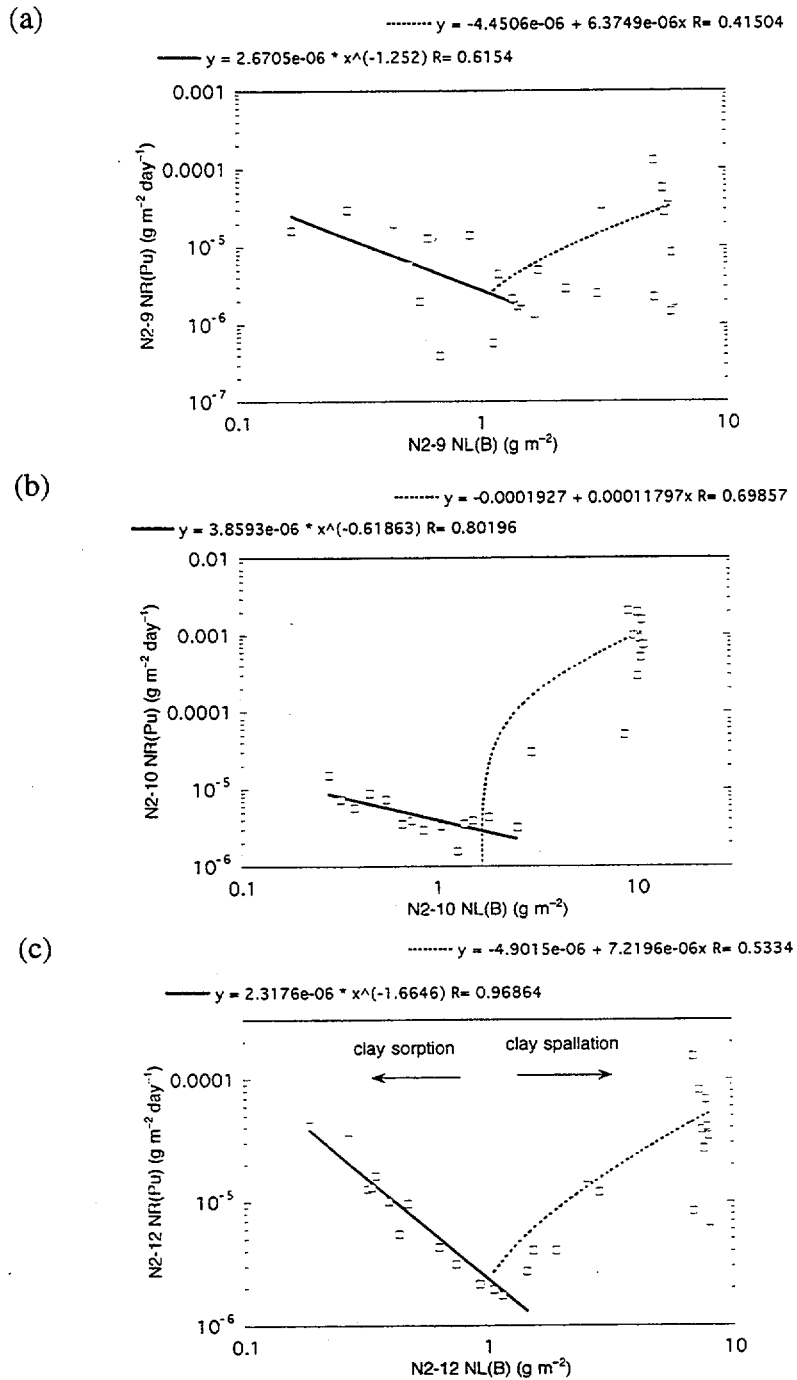 (a)
y = -4.4506e-06 + 6.3749e-06x R= 0.41504
y = 2.6705e-06 * x^(-1.252) R= 0.6154
0.001
0.0001
10⁻⁵
10⁻⁶
10⁻⁷
N2-9 NR(Pu) (g m⁻² day⁻¹)
0.1
1
10
N2-9 NL(B) (g m⁻²)
(b)
y = -0.0001927 + 0.00011797x R= 0.69857
y = 3.8593e-06 * x^(-0.61863) R= 0.80196
0.01
0.001
0.0001
10⁻⁵
10⁻⁶
N2-10 NR(Pu) (g m⁻² day⁻¹)
0.1
1
10
N2-10 NL(B) (g m⁻²)
(c)
y = -4.9015e-06 + 7.2196e-06x R= 0.5334
y = 2.3176e-06 * x^(-1.6646) R= 0.96864
clay sorption
clay spallation
0.0001
10⁻⁵
10⁻⁶
N2-12 NR(Pu) (g m⁻² day⁻¹)
0.1
1
10
N2-12 NL(B) (g m⁻²)